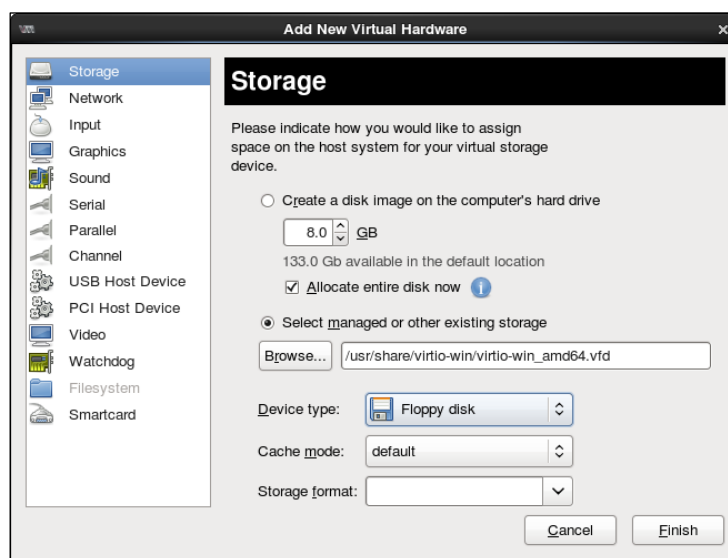 Add New Virtual Hardware
Storage
Network
Input
Graphics
Sound
Serial
Parallel
Channel
USB Host Device
PCI Host Device
Video
Watchdog
Filesystem
Smartcard
Storage
Please indicate how you would like to assign
space on the host system for your virtual storage
device.
Create a disk image on the computer's hard drive
8.0 GB
133.0 Gb available in the default location
Allocate entire disk now
Select managed or other existing storage
Browse... /usr/share/virtio-win/virtio-win_amd64.vfd
Device type: Floppy disk
Cache mode: default
Storage format:
Cancel Finish